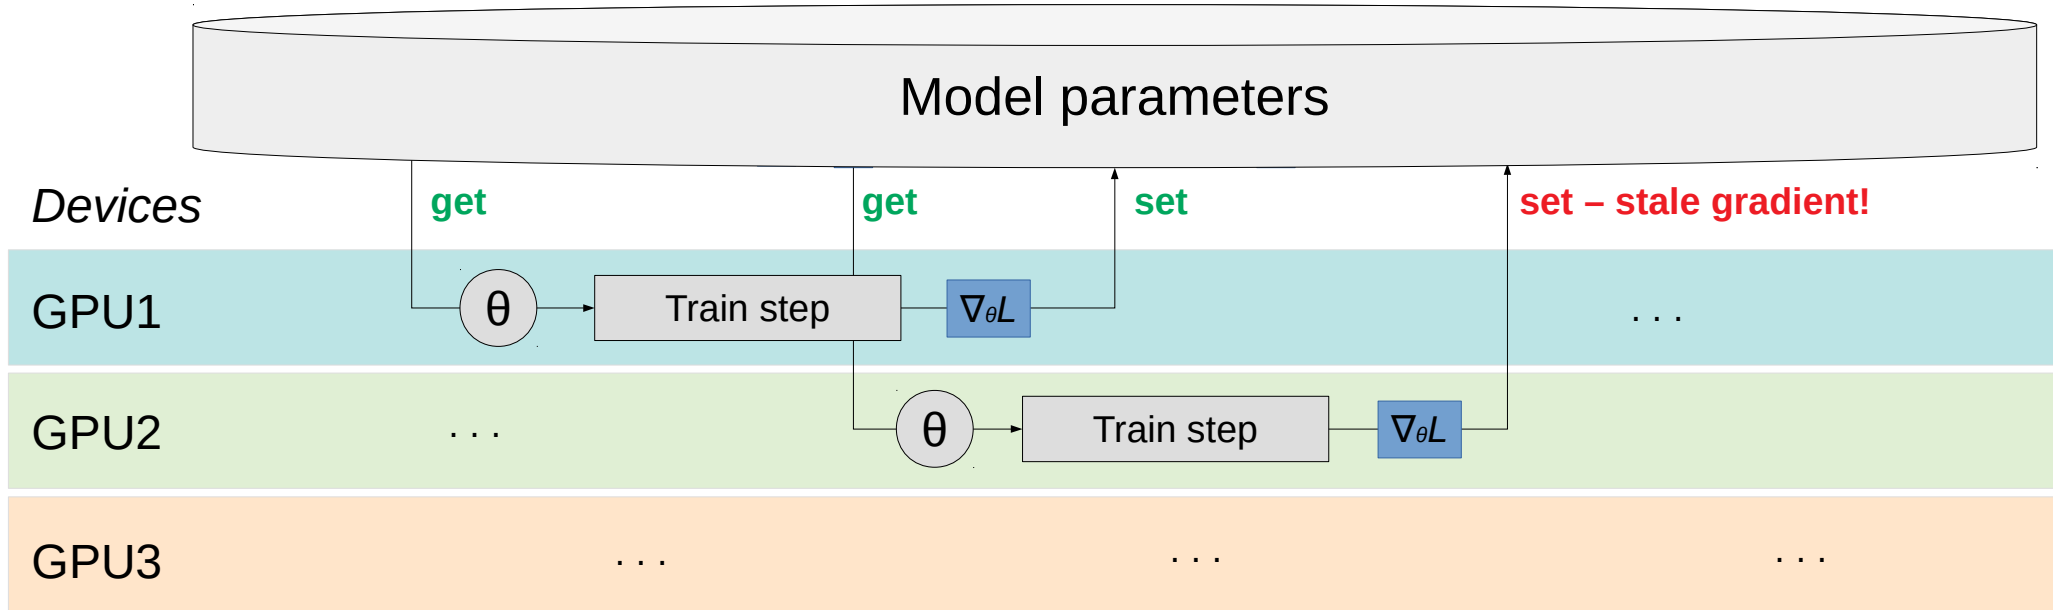 Model parameters
Devices
get
get
set
set – stale gradient!
GPU1
θ
Train step
∇θL
. . .
GPU2
. . .
θ
Train step
∇θL
GPU3
. . .
. . .
. . .